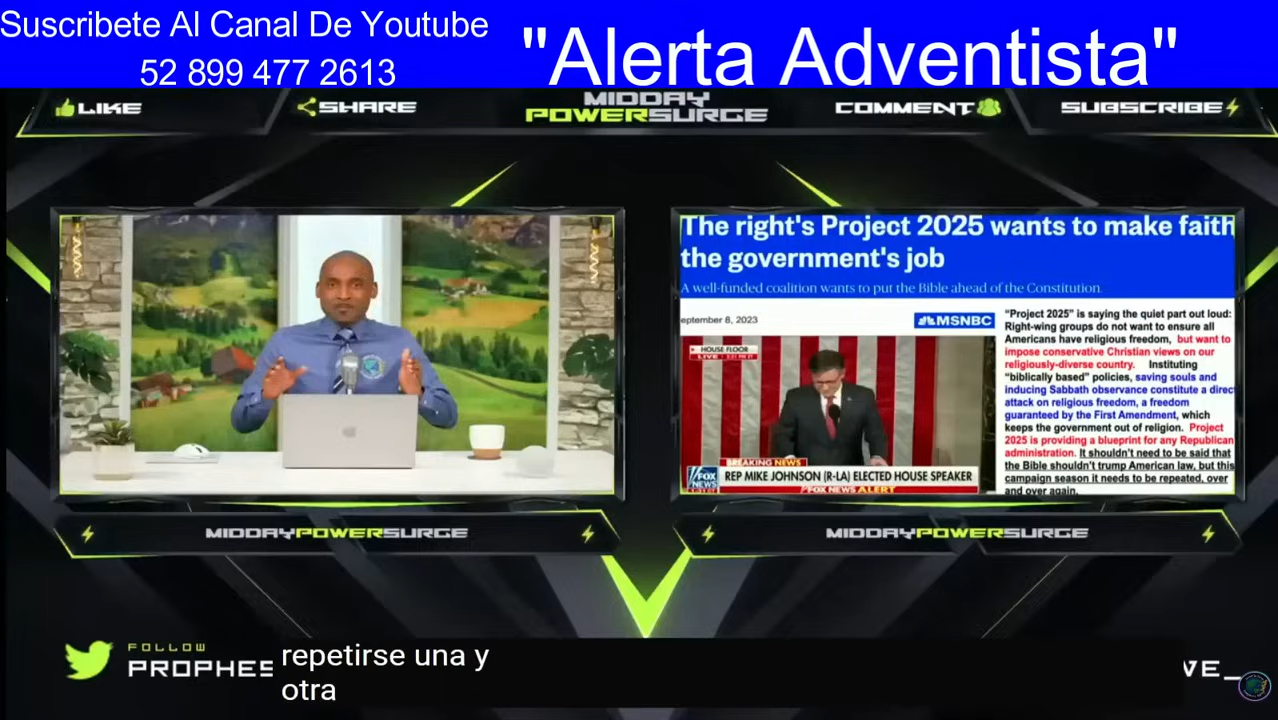 Suscribete Al Canal De Youtube
52 899 477 2613
"Alerta Adventista"
LIKE
SHARE
MIDDAY
POWERSURGE
COMMENT
SUBSCRIBE
The right's Project 2025 wants to make faith
the government's job
A well-funded coalition wants to put the Bible ahead of the Constitution.
eptember 8, 2023
MSNBC
"Project 2025" is saying the quiet part out loud:
Right-wing groups do not want to ensure all
Americans have religious freedom, but want to
impose conservative Christian views on our
religiously-diverse country. Instituting
"biblically based" policies, saving souls and
inducing Sabbath observance constitute a direc
attack on religious freedom, a freedom
guaranteed by the First Amendment, which
keeps the government out of religion. Project
2025 is providing a blueprint for any Republican
administration. It shouldn't need to be said that
the Bible shouldn't trump American law, but this
campaign season it needs to be repeated, over
and over again.
HOUSE FLOOR
LIVE
BREAKING NEWS
FOX
NEWS
REP MIKE JOHNSON (R-LA) ELECTED HOUSE SPEAKER
FOX NEWS ALERT
MIDDAYPOWERSURGE
MIDDAYPOWERSURGE
FOLLOW
PROPHES
repetirse una y
otra
VE_